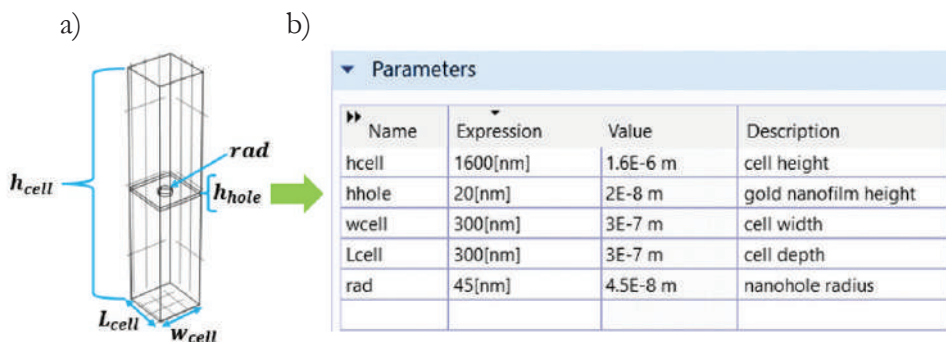 a)
b)
rad
h_cell
h_hole
L_cell
w_cell
Parameters
Name Expression Value Description
hcell 1600[nm] 1.6E-6 m cell height
hhole 20[nm] 2E-8 m gold nanofilm height
wcell 300[nm] 3E-7 m cell width
Lcell 300[nm] 3E-7 m cell depth
rad 45[nm] 4.5E-8 m nanohole radius